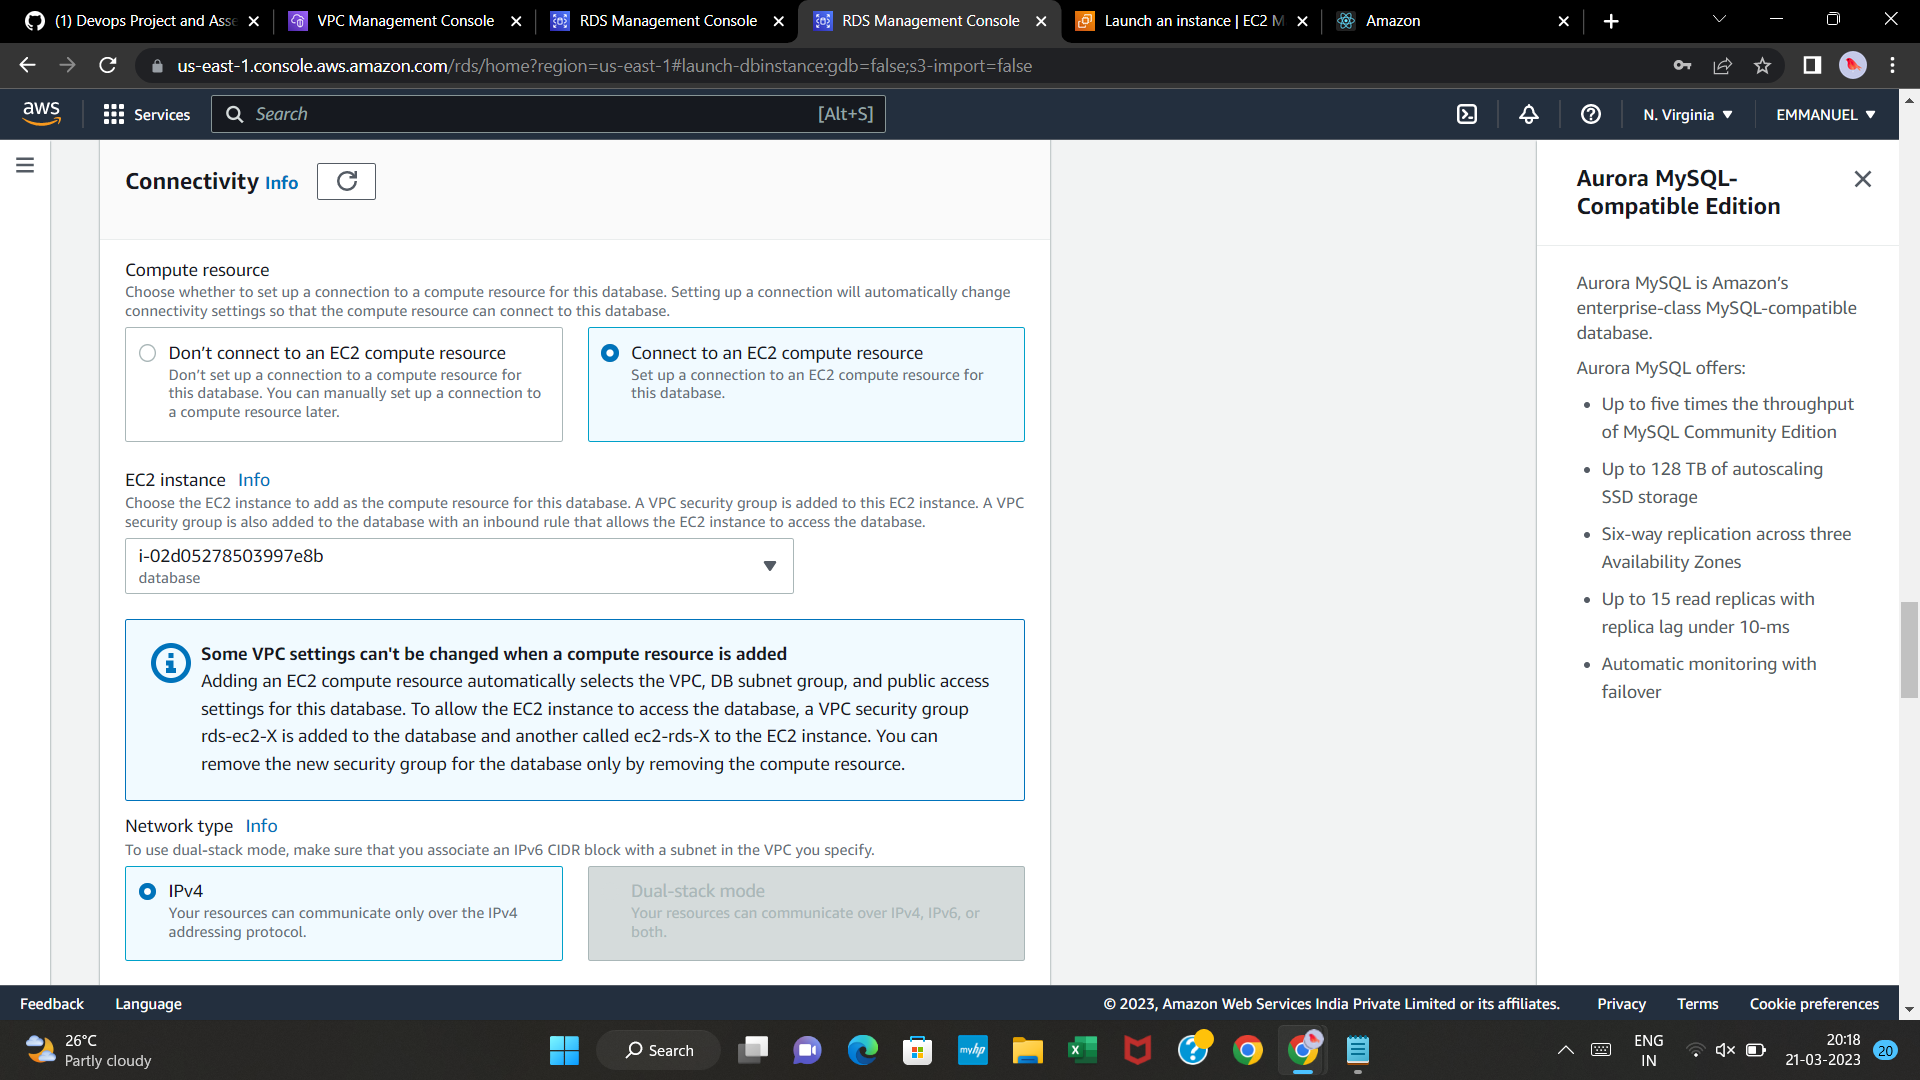 (1) Devops Project and Asse
VPC Management Console
RDS Management Console
RDS Management Console
Launch an instance | EC2 M
Amazon
us-east-1.console.aws.amazon.com/rds/home?region=us-east-1#launch-dbinstance:gdb=false;s3-import=false
aws
Services
Search
[Alt+S]
N. Virginia
EMMANUEL
Connectivity Info
Compute resource
Choose whether to set up a connection to a compute resource for this database. Setting up a connection will automatically change
connectivity settings so that the compute resource can connect to this database.
Don't connect to an EC2 compute resource
Don't set up a connection to a compute resource for
this database. You can manually set up a connection to
a compute resource later.
Connect to an EC2 compute resource
Set up a connection to an EC2 compute resource for
this database.
EC2 instance Info
Choose the EC2 instance to add as the compute resource for this database. A VPC security group is added to this EC2 instance. A VPC
security group is also added to the database with an inbound rule that allows the EC2 instance to access the database.
i-02d05278503997e8b
database
Some VPC settings can't be changed when a compute resource is added
Adding an EC2 compute resource automatically selects the VPC, DB subnet group, and public access
settings for this database. To allow the EC2 instance to access the database, a VPC security group
rds-ec2-X is added to the database and another called ec2-rds-X to the EC2 instance. You can
remove the new security group for the database only by removing the compute resource.
Network type Info
To use dual-stack mode, make sure that you associate an IPv6 CIDR block with a subnet in the VPC you specify.
IPv4
Your resources can communicate only over the IPv4
addressing protocol.
Dual-stack mode
Your resources can communicate over IPv4, IPv6, or
both.
Aurora MySQL-
Compatible Edition
Aurora MySQL is Amazon's
enterprise-class MySQL-compatible
database.
Aurora MySQL offers:
• Up to five times the throughput
of MySQL Community Edition
• Up to 128 TB of autoscaling
SSD storage
• Six-way replication across three
Availability Zones
• Up to 15 read replicas with
replica lag under 10-ms
• Automatic monitoring with
failover
Feedback
Language
© 2023, Amazon Web Services India Private Limited or its affiliates.
Privacy
Terms
Cookie preferences
26°C
Partly cloudy
Search
myhp
ENG
IN
20:18
21-03-2023
20